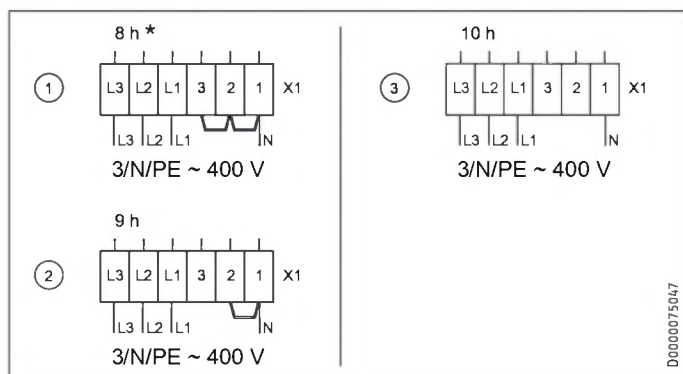 8 h *
1
L3 L2 L1 3 2 1 X1
L3 L2 L1 N
3/N/PE ~ 400 V
9 h
2
L3 L2 L1 3 2 1 X1
L3 L2 L1 N
3/N/PE ~ 400 V
10 h
3
L3 L2 L1 3 2 1 X1
L3 L2 L1 N
3/N/PE ~ 400 V
D0000075047